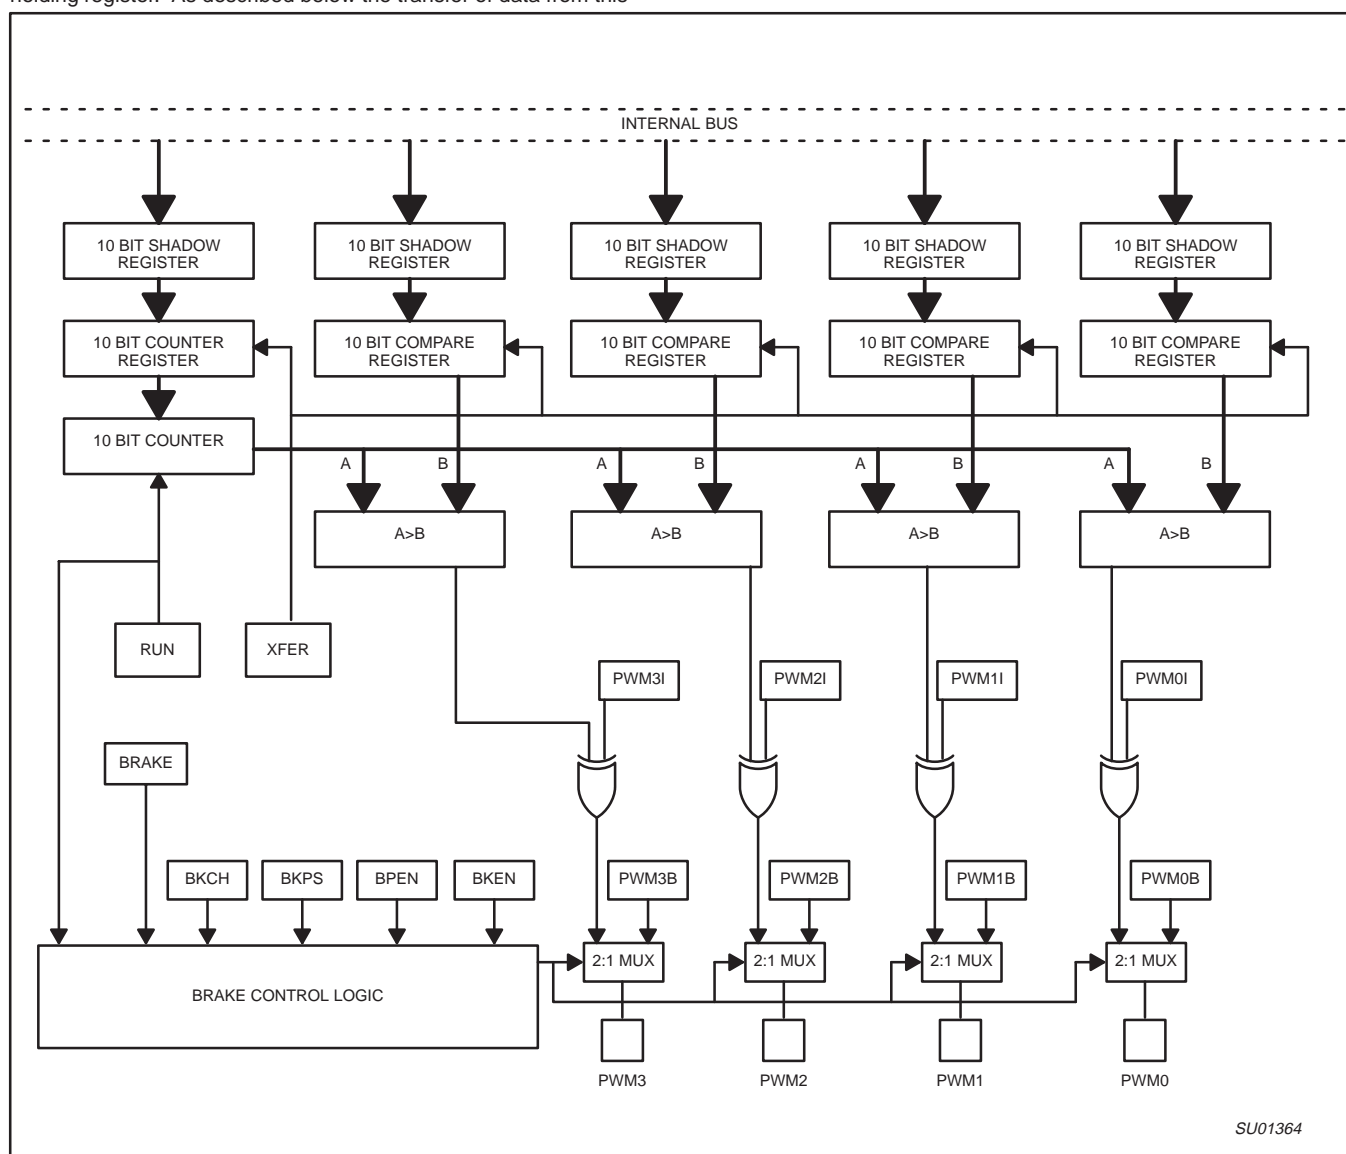 holding register. As described below the transfer of data from this
INTERNAL BUS
10 BIT SHADOW
REGISTER
10 BIT SHADOW
REGISTER
10 BIT SHADOW
REGISTER
10 BIT SHADOW
REGISTER
10 BIT SHADOW
REGISTER
10 BIT COUNTER
REGISTER
10 BIT COMPARE
REGISTER
10 BIT COMPARE
REGISTER
10 BIT COMPARE
REGISTER
10 BIT COMPARE
REGISTER
10 BIT COUNTER
A
B
A
B
A
B
A
B
A>B
A>B
A>B
A>B
RUN
XFER
PWM3I
PWM2I
PWM1I
PWM0I
BRAKE
BKCH
BKPS
BPEN
BKEN
PWM3B
PWM2B
PWM1B
PWM0B
2:1 MUX
2:1 MUX
2:1 MUX
2:1 MUX
BRAKE CONTROL LOGIC
PWM3
PWM2
PWM1
PWM0
SU01364